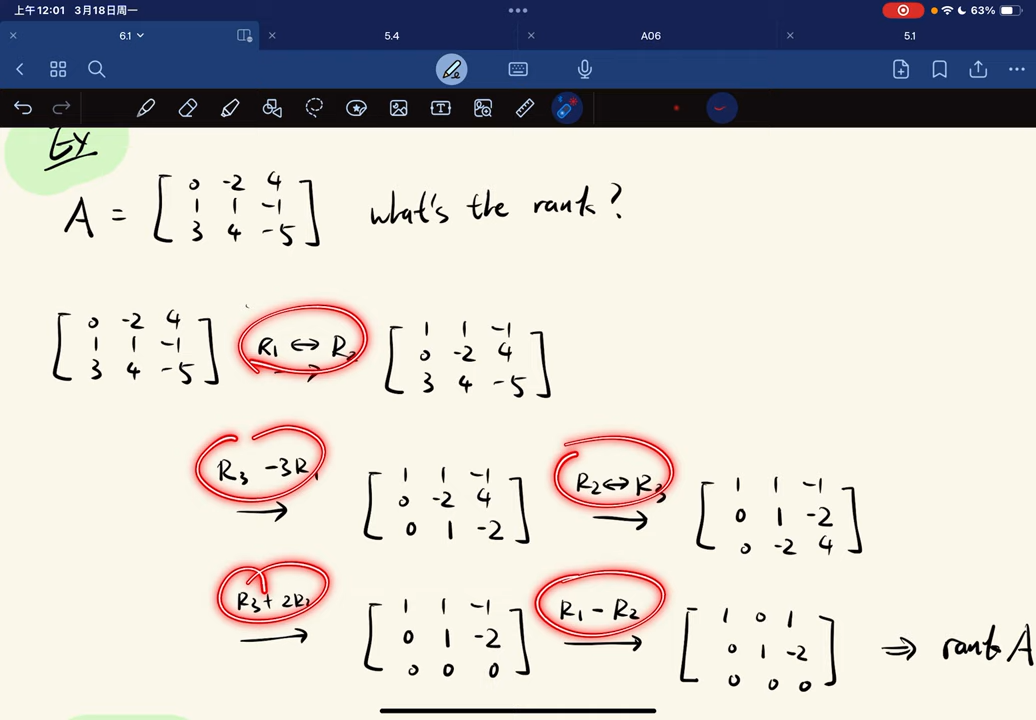 上午12:01 3月18日周一 63%
6.1 5.4 A06 5.1
Ex
A = [ 0 -2 4
1 1 -1
3 4 -5 ] what's the rank?
[ 0 -2 4
1 1 -1
3 4 -5 ] R1 ↔ R2 → [ 1 1 -1
0 -2 4
3 4 -5 ]
R3 -3R1 → [ 1 1 -1
0 -2 4
0 1 -2 ] R2 ↔ R3 → [ 1 1 -1
0 1 -2
0 -2 4 ]
R3 + 2R2 → [ 1 1 -1
0 1 -2
0 0 0 ] R1 - R2 → [ 1 0 1
0 1 -2
0 0 0 ] ⇒ rank A